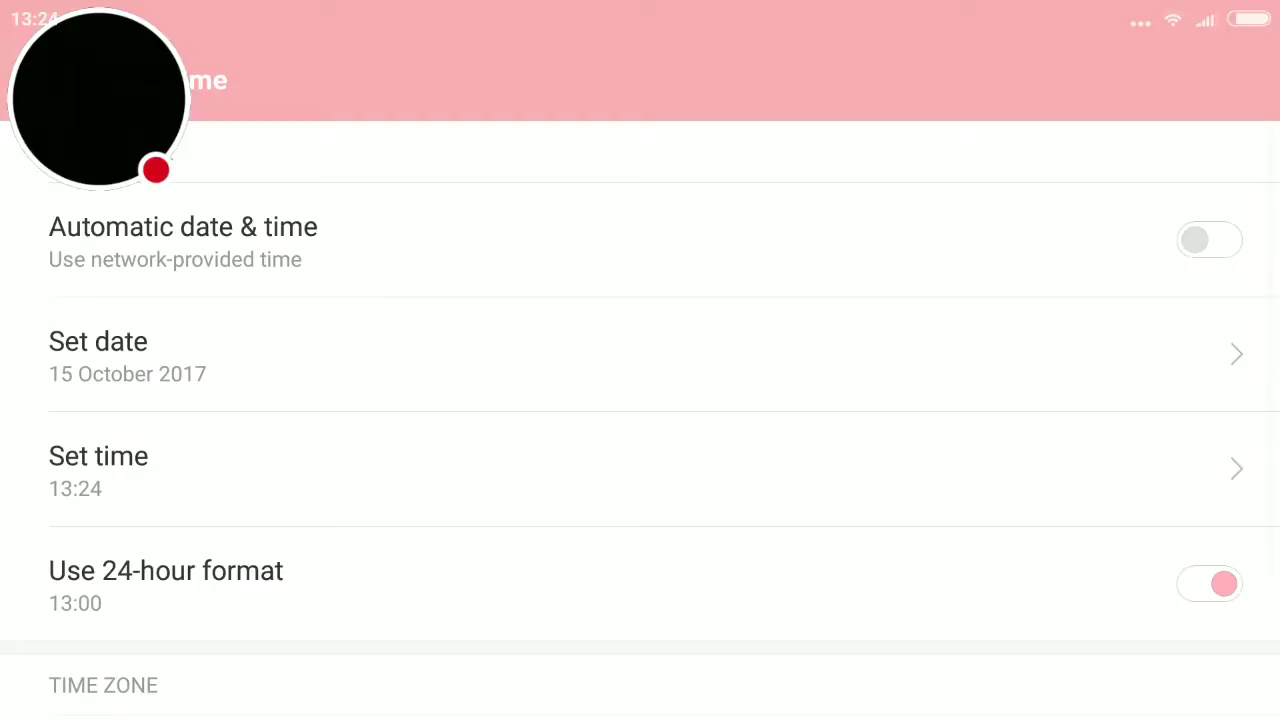 13:24
me
Automatic date & time
Use network-provided time
Set date
15 October 2017
Set time
13:24
Use 24-hour format
13:00
TIME ZONE